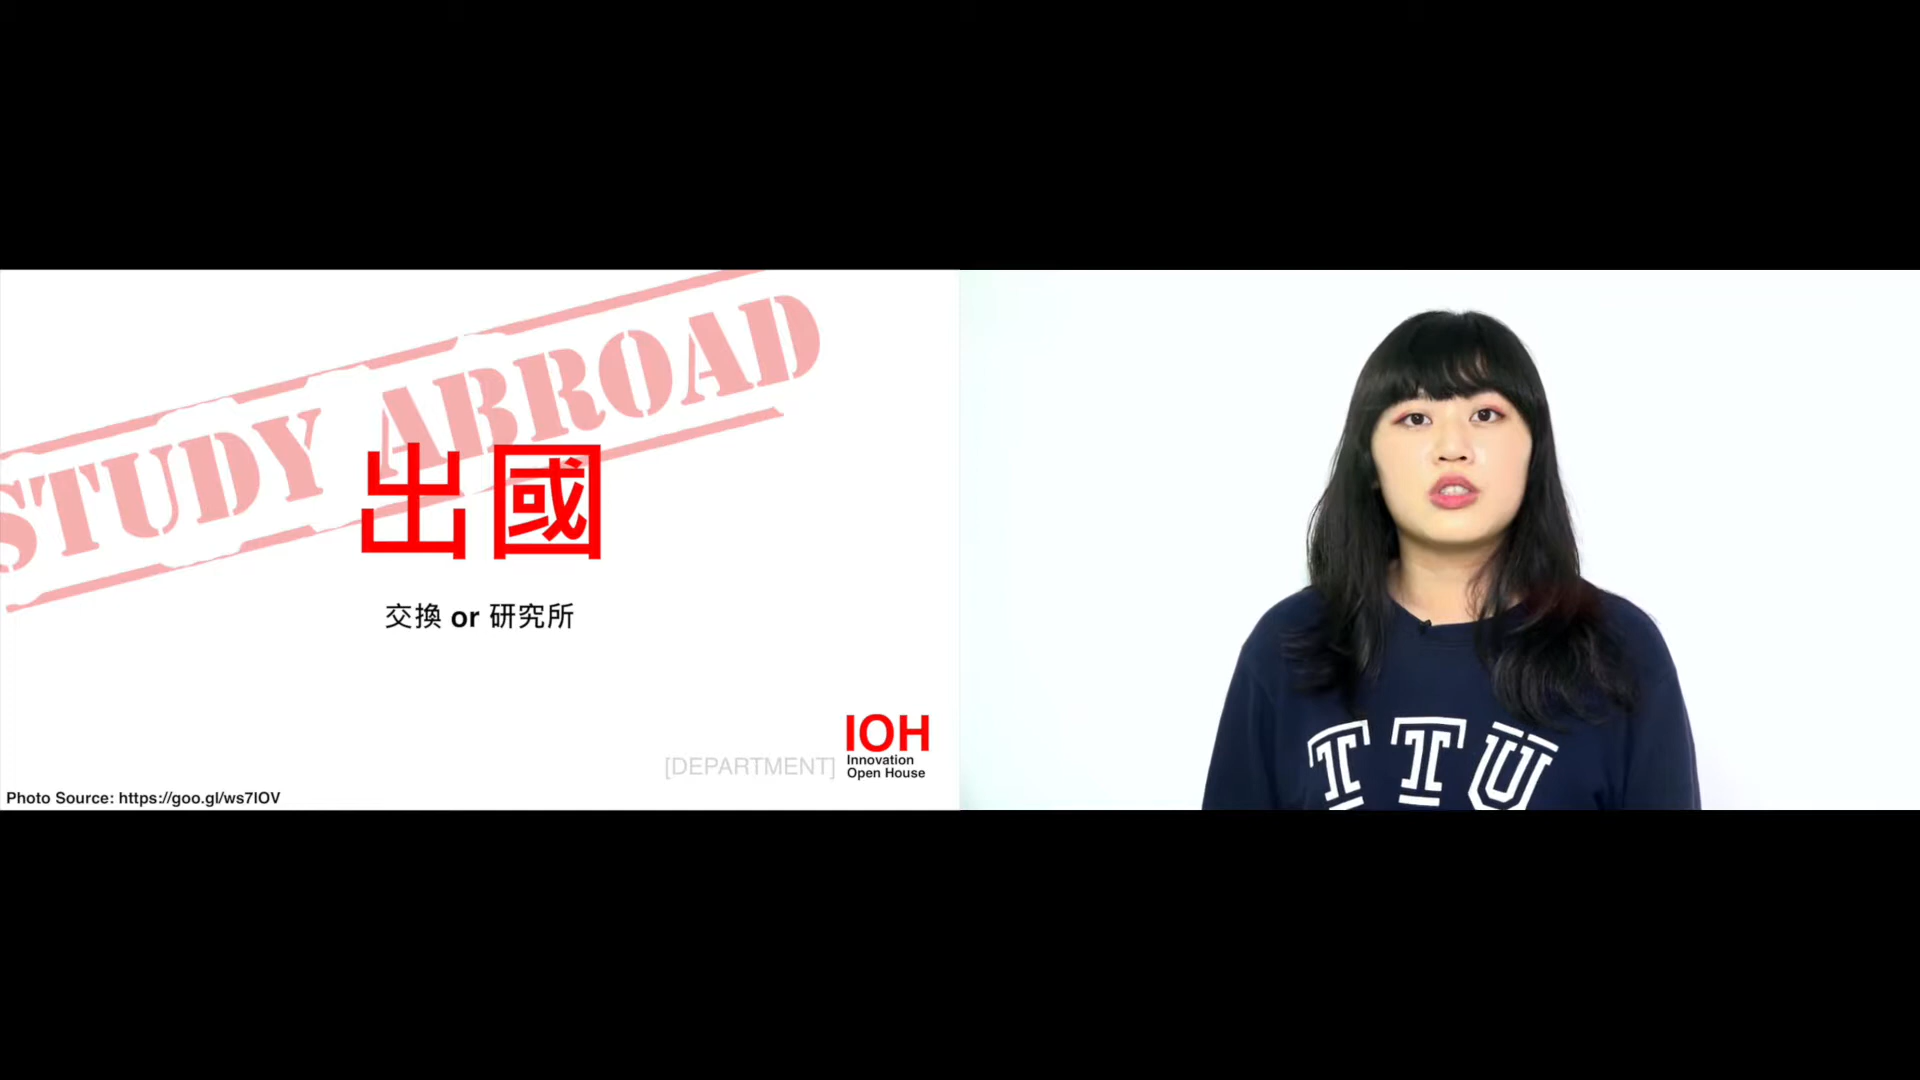 STUDY ABROAD
出國
交換 or 研究所
IOH
[DEPARTMENT]
Innovation
Open House
Photo Source: https://goo.gl/ws7IOV
TTU